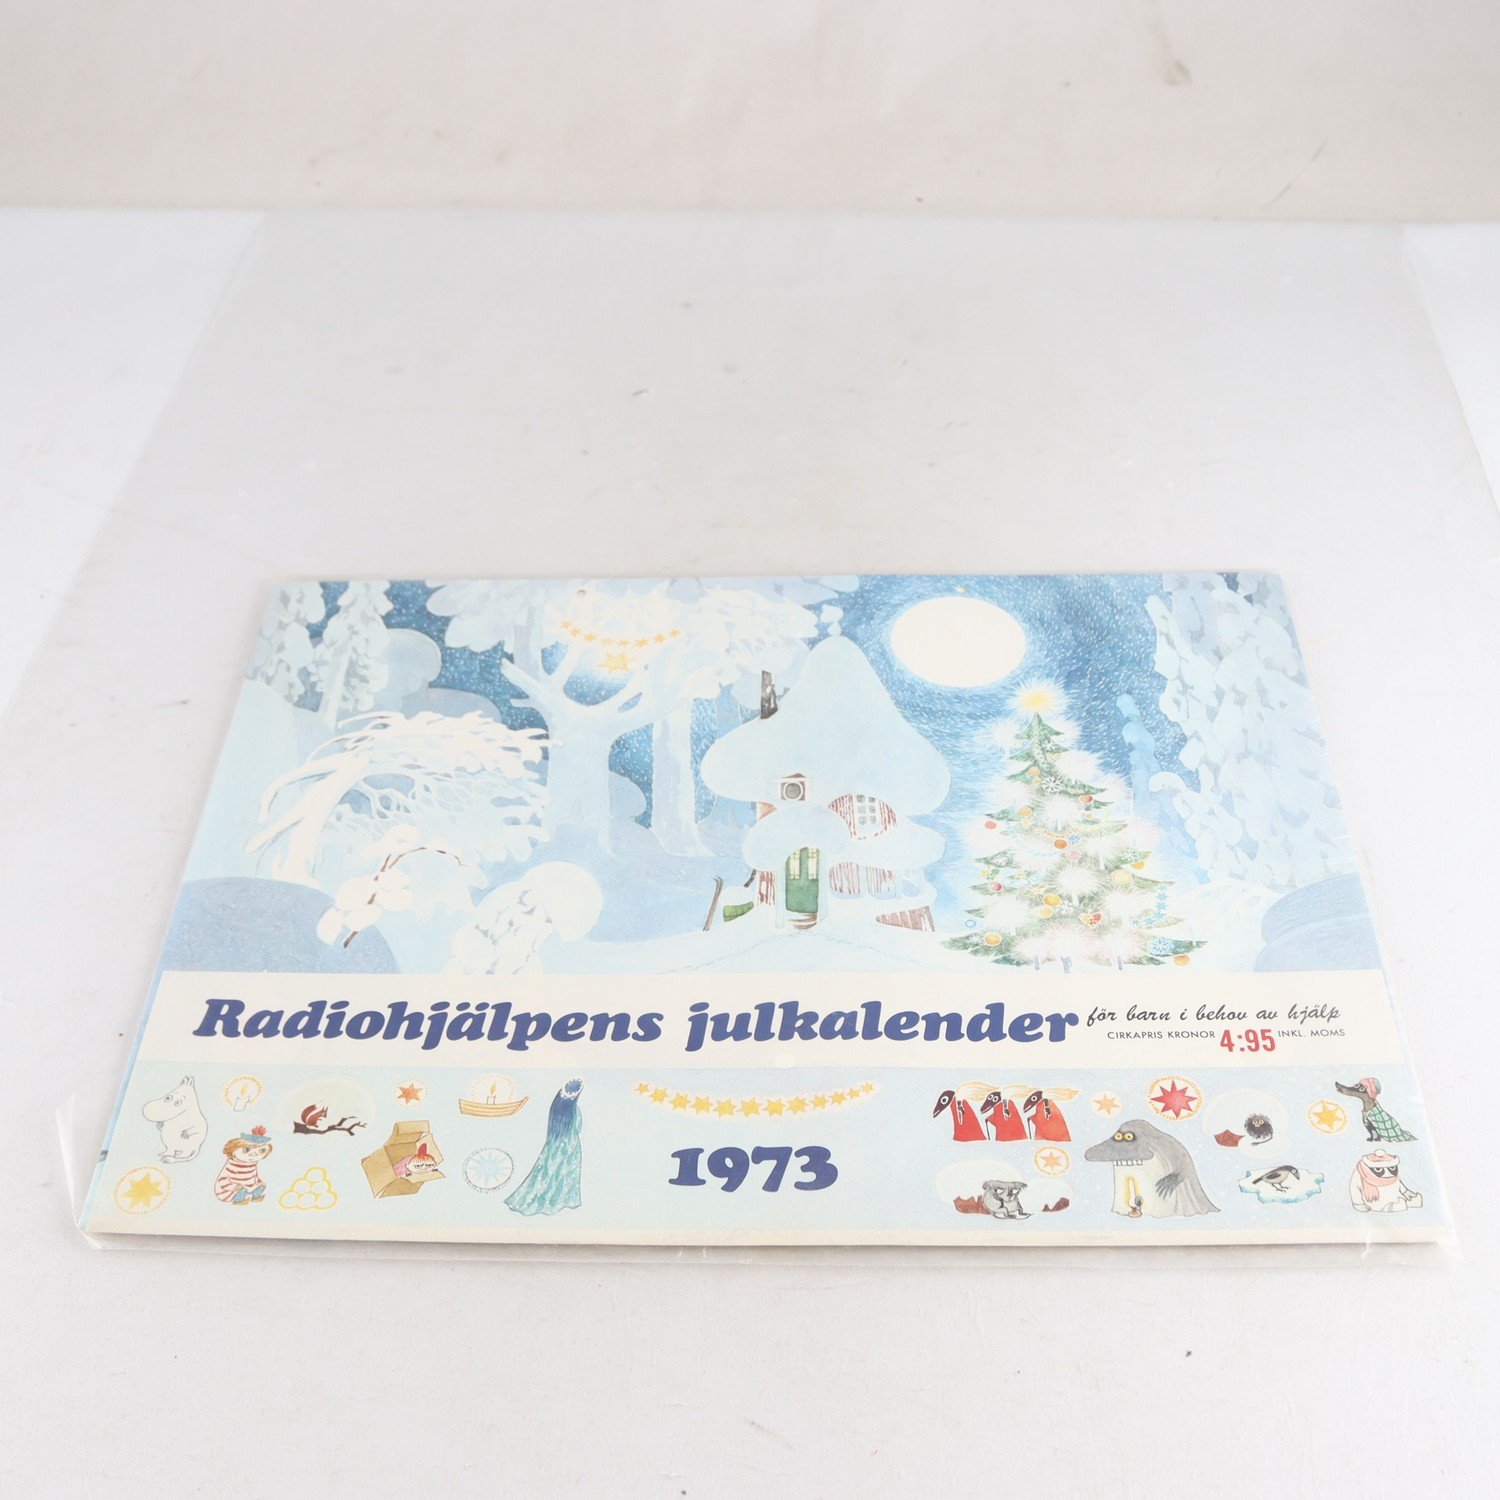 Radiohjälpens julkalender för barn i behov av hjälp
CIRKAPRIS KRONOR 4:95 INKL. MOMS
1973